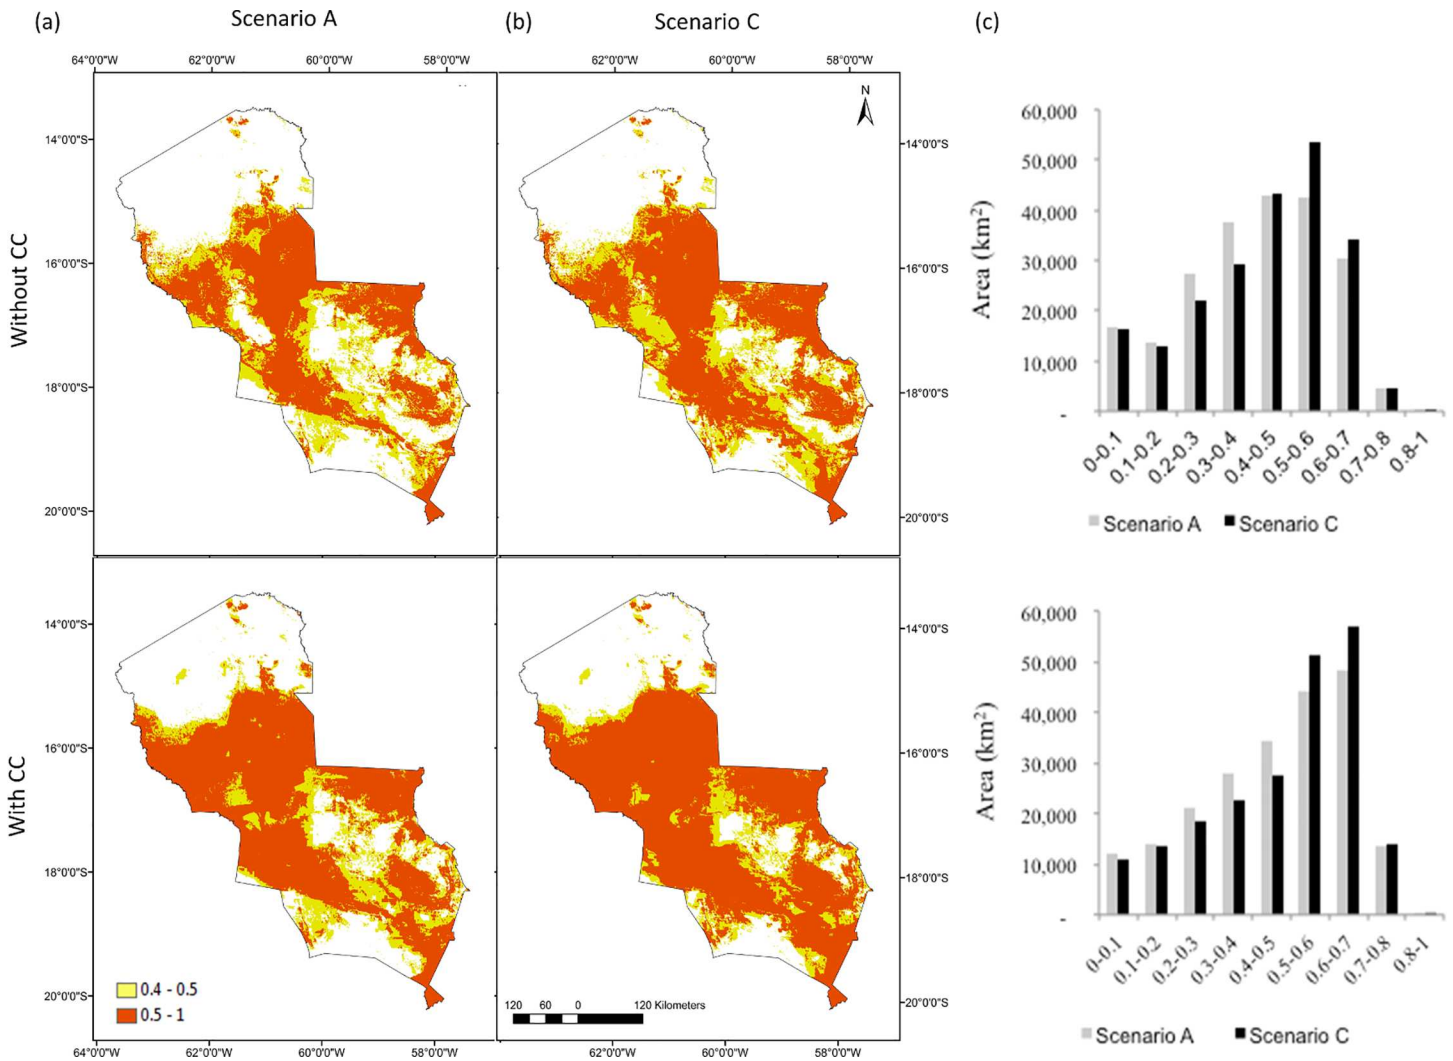 (a)
Scenario A
(b)
Scenario C
(c)
64°0'0"W
62°0'0"W
60°0'0"W
58°0'0"W
62°0'0"W
60°0'0"W
58°0'0"W
N
Without CC
14°0'0"S
16°0'0"S
18°0'0"S
20°0'0"S
14°0'0"S
16°0'0"S
18°0'0"S
20°0'0"S
Area (km²)
60,000
50,000
40,000
30,000
20,000
10,000
-
0-0.1
0.1-0.2
0.2-0.3
0.3-0.4
0.4-0.5
0.5-0.6
0.6-0.7
0.7-0.8
0.8-1
Scenario A
Scenario C
With CC
14°0'0"S
16°0'0"S
18°0'0"S
20°0'0"S
14°0'0"S
16°0'0"S
18°0'0"S
20°0'0"S
0.4 - 0.5
0.5 - 1
120 60 0 120 Kilometers
64°0'0"W
62°0'0"W
60°0'0"W
58°0'0"W
62°0'0"W
60°0'0"W
58°0'0"W
Area (km²)
60,000
50,000
40,000
30,000
20,000
10,000
-
0-0.1
0.1-0.2
0.2-0.3
0.3-0.4
0.4-0.5
0.5-0.6
0.6-0.7
0.7-0.8
0.8-1
Scenario A
Scenario C